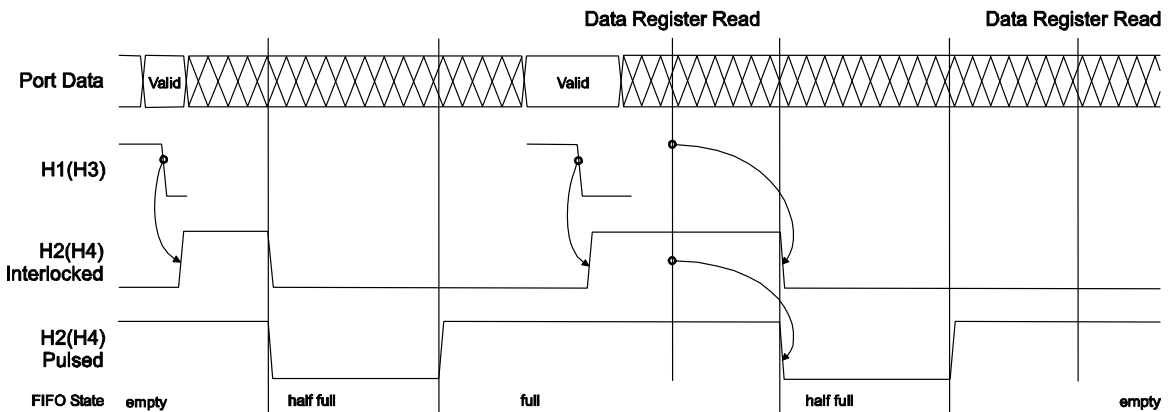 Data Register Read Data Register Read
Port Data Valid Valid
H1(H3)
H2(H4)
Interlocked
H2(H4)
Pulsed
FIFO State empty half full full half full empty